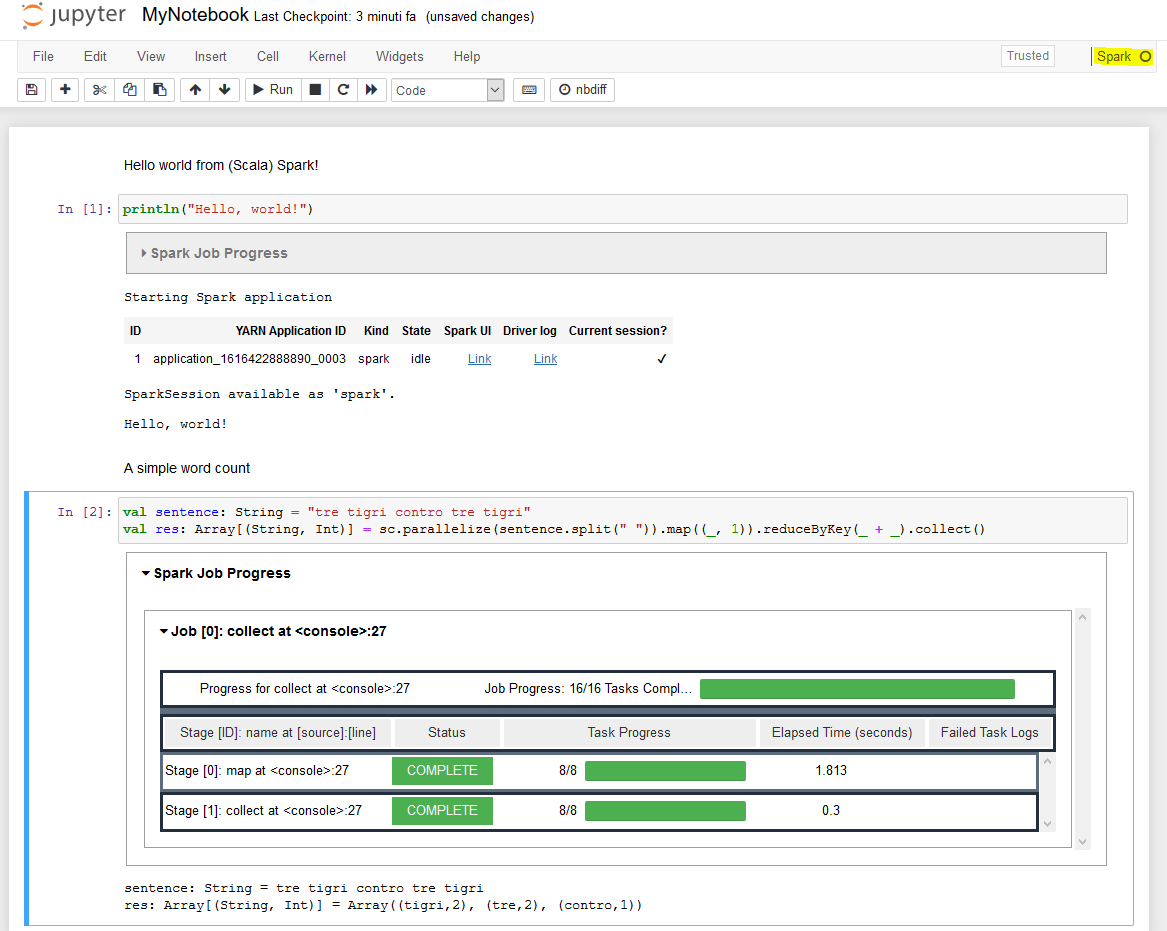 jupyter MyNotebook Last Checkpoint: 3 minuti fa (unsaved changes)
File Edit View Insert Cell Kernel Widgets Help Trusted Spark
Run Code nbdiff
Hello world from (Scala) Spark!
In [1]: println("Hello, world!")
Spark Job Progress
Starting Spark application
ID YARN Application ID Kind State Spark UI Driver log Current session?
1 application_1616422888890_0003 spark idle Link Link ✓
SparkSession available as 'spark'.
Hello, world!
A simple word count
In [2]: val sentence: String = "tre tigri contro tre tigri"
val res: Array[(String, Int)] = sc.parallelize(sentence.split(" ")).map((_, 1)).reduceByKey(_ + _).collect()
Spark Job Progress
Job [0]: collect at <console>:27
Progress for collect at <console>:27 Job Progress: 16/16 Tasks Compl...
Stage [ID]: name at [source]:[line] Status Task Progress Elapsed Time (seconds) Failed Task Logs
Stage [0]: map at <console>:27 COMPLETE 8/8 1.813
Stage [1]: collect at <console>:27 COMPLETE 8/8 0.3
sentence: String = tre tigri contro tre tigri
res: Array[(String, Int)] = Array((tigri,2), (tre,2), (contro,1))